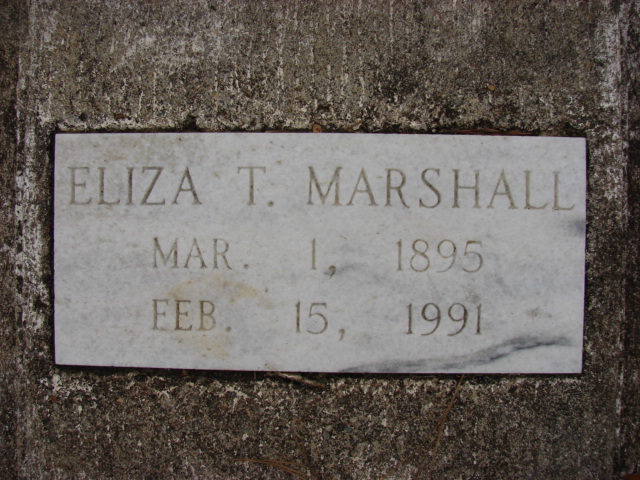 ELIZA T. MARSHALL
MAR. 1, 1895
FEB. 15, 1991